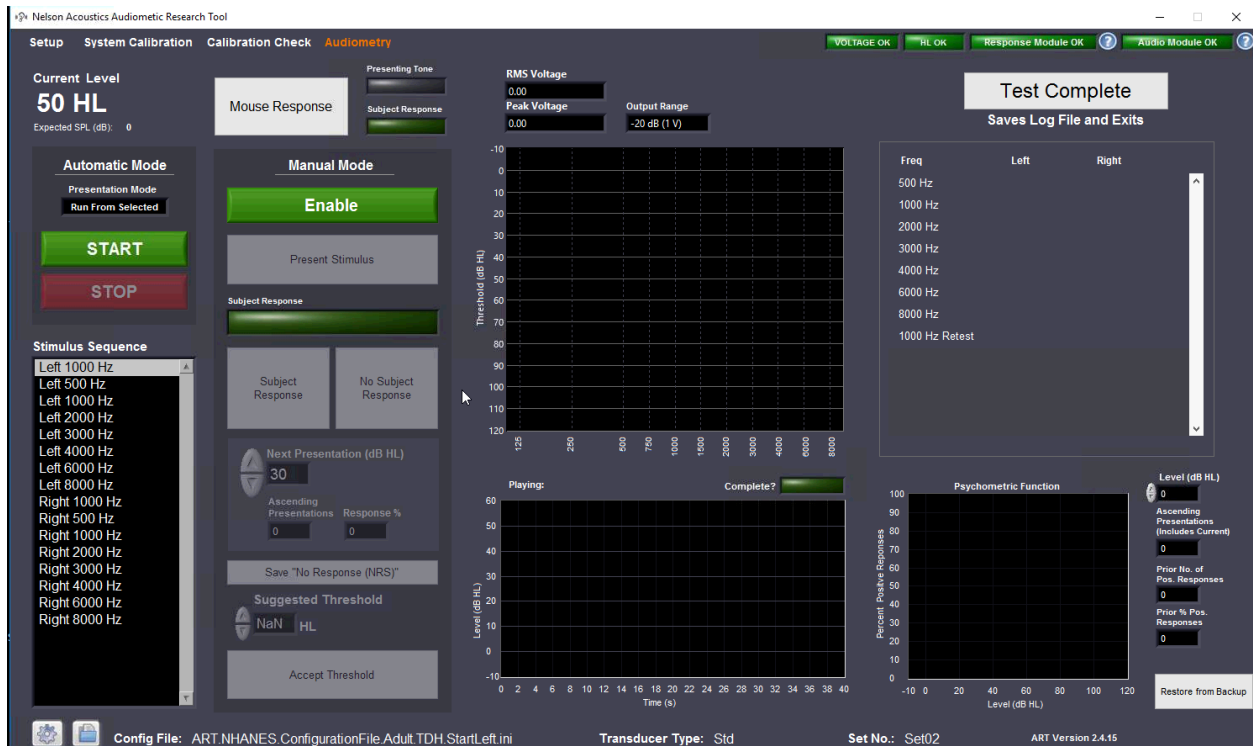 Nelson Acoustics Audiometic Research Tool
Setup System Calibration Calibration Check Audiometry
VOLTAGE OK HL OK Response Module OK ? Audio Module OK ?
Current Level
50 HL
Expected SPL (dB): 0
Mouse Response
Presenting Tone
Subject Response
RMS Voltage
0.00
Peak Voltage
0.00
Output Range
-20 dB (1 V)
Test Complete
Saves Log File and Exits
Automatic Mode
Presentation Mode
Run From Selected
START
STOP
Stimulus Sequence
Left 1000 Hz
Left 500 Hz
Left 1000 Hz
Left 2000 Hz
Left 3000 Hz
Left 4000 Hz
Left 6000 Hz
Left 8000 Hz
Right 1000 Hz
Right 500 Hz
Right 1000 Hz
Right 2000 Hz
Right 3000 Hz
Right 4000 Hz
Right 6000 Hz
Right 8000 Hz
Manual Mode
Enable
Present Stimulus
Subject Response
Subject
Response
No Subject
Response
Next Presentation (dB HL)
30
Ascending
Presentations
0
Response %
0
Save "No Response (NRS)"
Suggested Threshold
NaN HL
Accept Threshold
Threshold (dB HL)
-10
0
10
20
30
40
50
60
70
80
90
100
110
120
125 250 500 750 1000 1500 2000 3000 4000 6000 8000
Freq Left Right
500 Hz
1000 Hz
2000 Hz
3000 Hz
4000 Hz
6000 Hz
8000 Hz
1000 Hz Retest
Playing:
Complete?
Level (dB HL)
60
50
40
30
20
10
0
-10
0 2 4 6 8 10 12 14 16 18 20 22 24 26 28 30 32 34 36 38 40
Time (s)
Psychometric Function
Percent Positve Reponses
100
90
80
70
60
50
40
30
20
10
0
-10 0 20 40 60 80 100 120
Level (dB HL)
Level (dB HL)
0
Ascending
Presentations
(Includes Current)
0
Prior No. of
Pos. Responses
0
Prior % Pos.
Responses
0
Restore from Backup
Config File: ART.NHANES.ConfigurationFile.Adult.TDH.StartLeft.ini
Transducer Type: Std
Set No.: Set02
ART Version 2.4.15